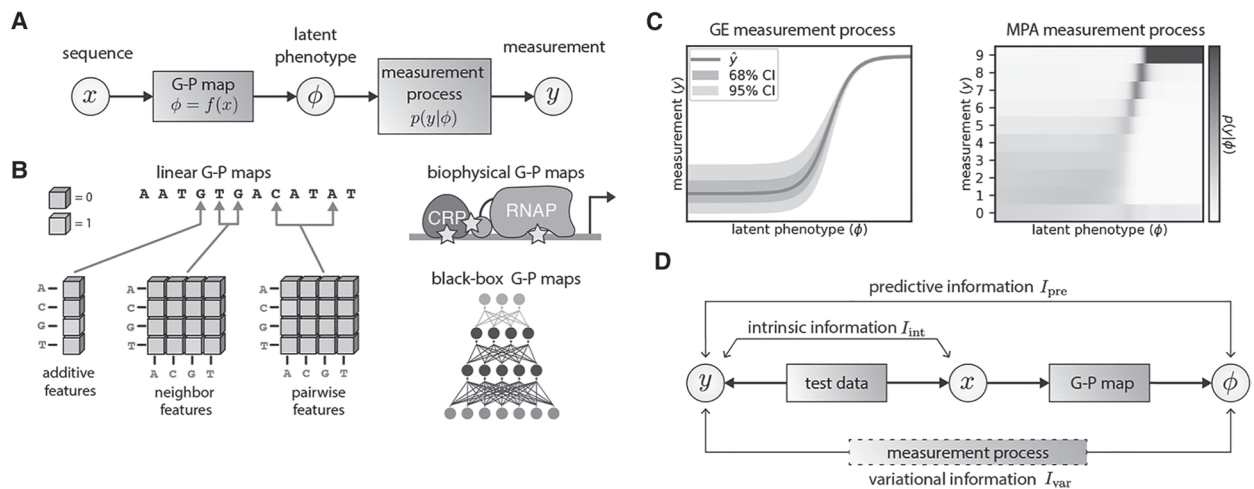 A
sequence
x
G-P map
ϕ = f(x)
latent
phenotype
ϕ
measurement
process
p(y|ϕ)
measurement
y
B
linear G-P maps
= 0
= 1
A A T G T G A C A T A T
A
C
G
T
additive
features
A
C
G
T
A C G T
neighbor
features
A
C
G
T
A C G T
pairwise
features
biophysical G-P maps
CRP
RNAP
black-box G-P maps
C
GE measurement process
ŷ
68% CI
95% CI
measurement (y)
latent phenotype (ϕ)
MPA measurement process
9
8
7
6
5
4
3
2
1
0
measurement (y)
latent phenotype (ϕ)
p(y|ϕ)
D
predictive information I_pre
intrinsic information I_int
y
test data
x
G-P map
ϕ
measurement process
variational information I_var